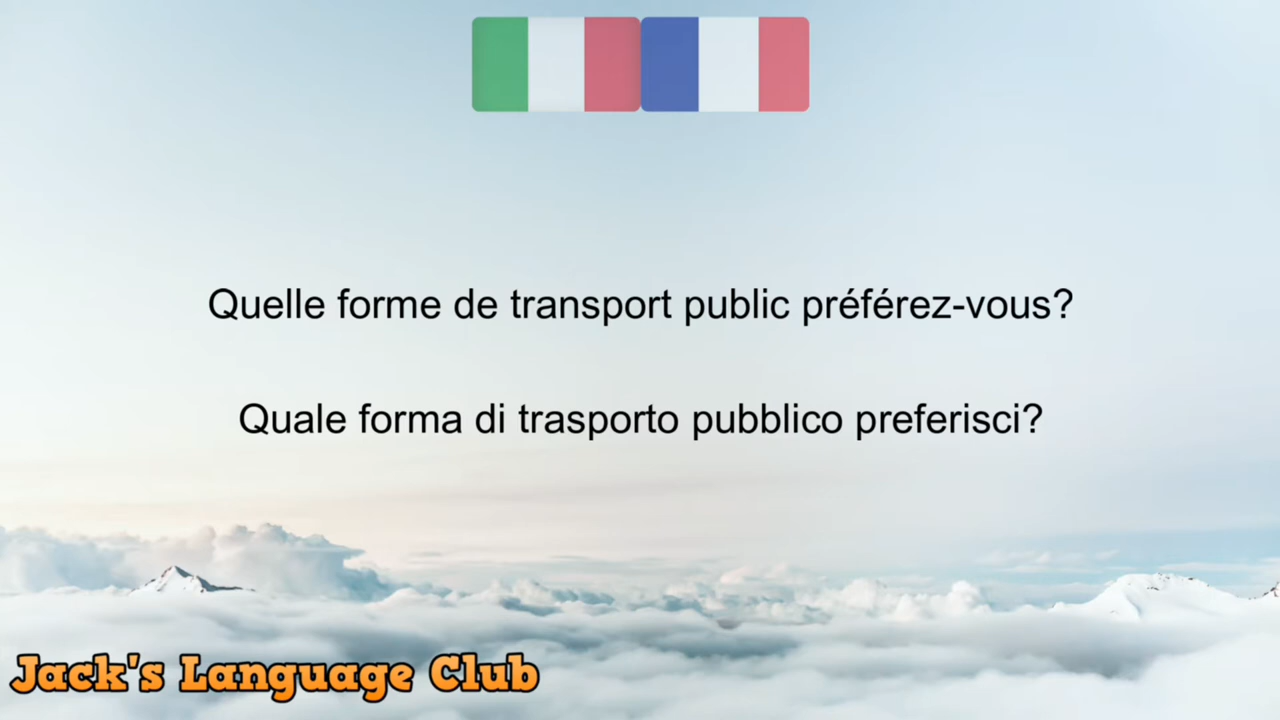 Quelle forme de transport public préférez-vous?
Quale forma di trasporto pubblico preferisci?
Jack's Language Club